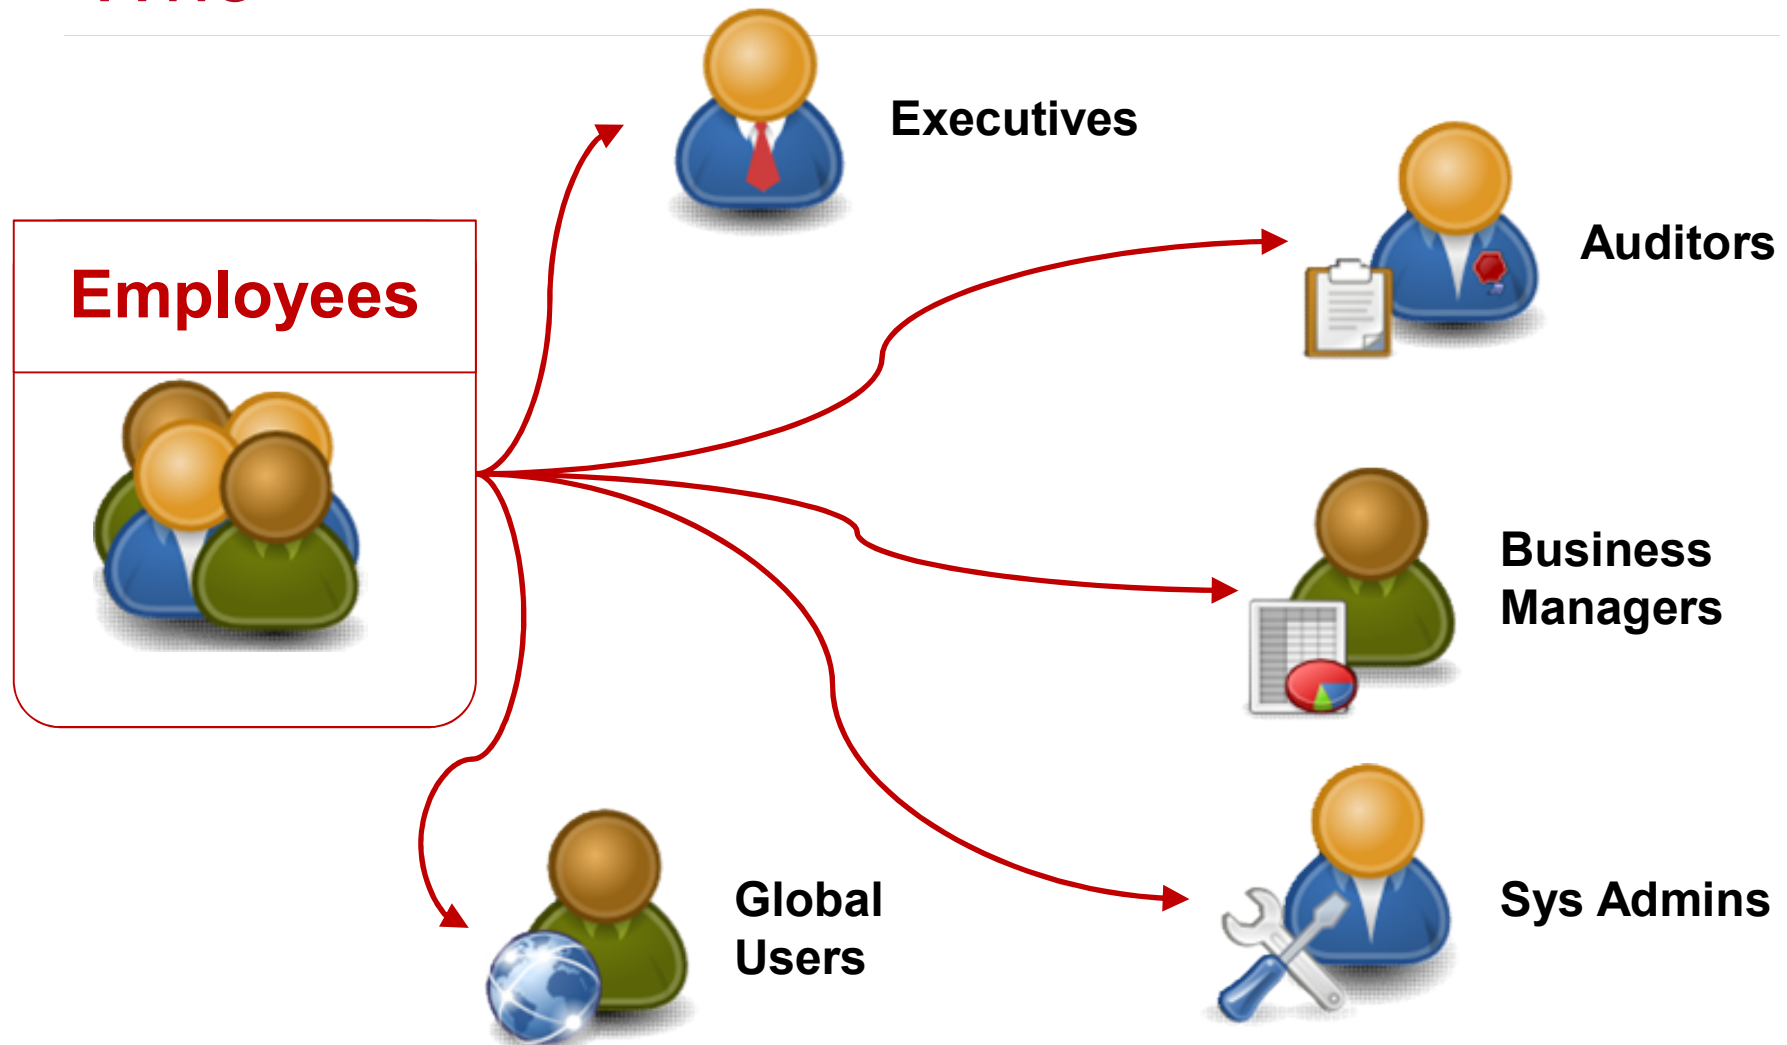 Executives
Auditors
Employees
Business
Managers
Global
Users
Sys Admins